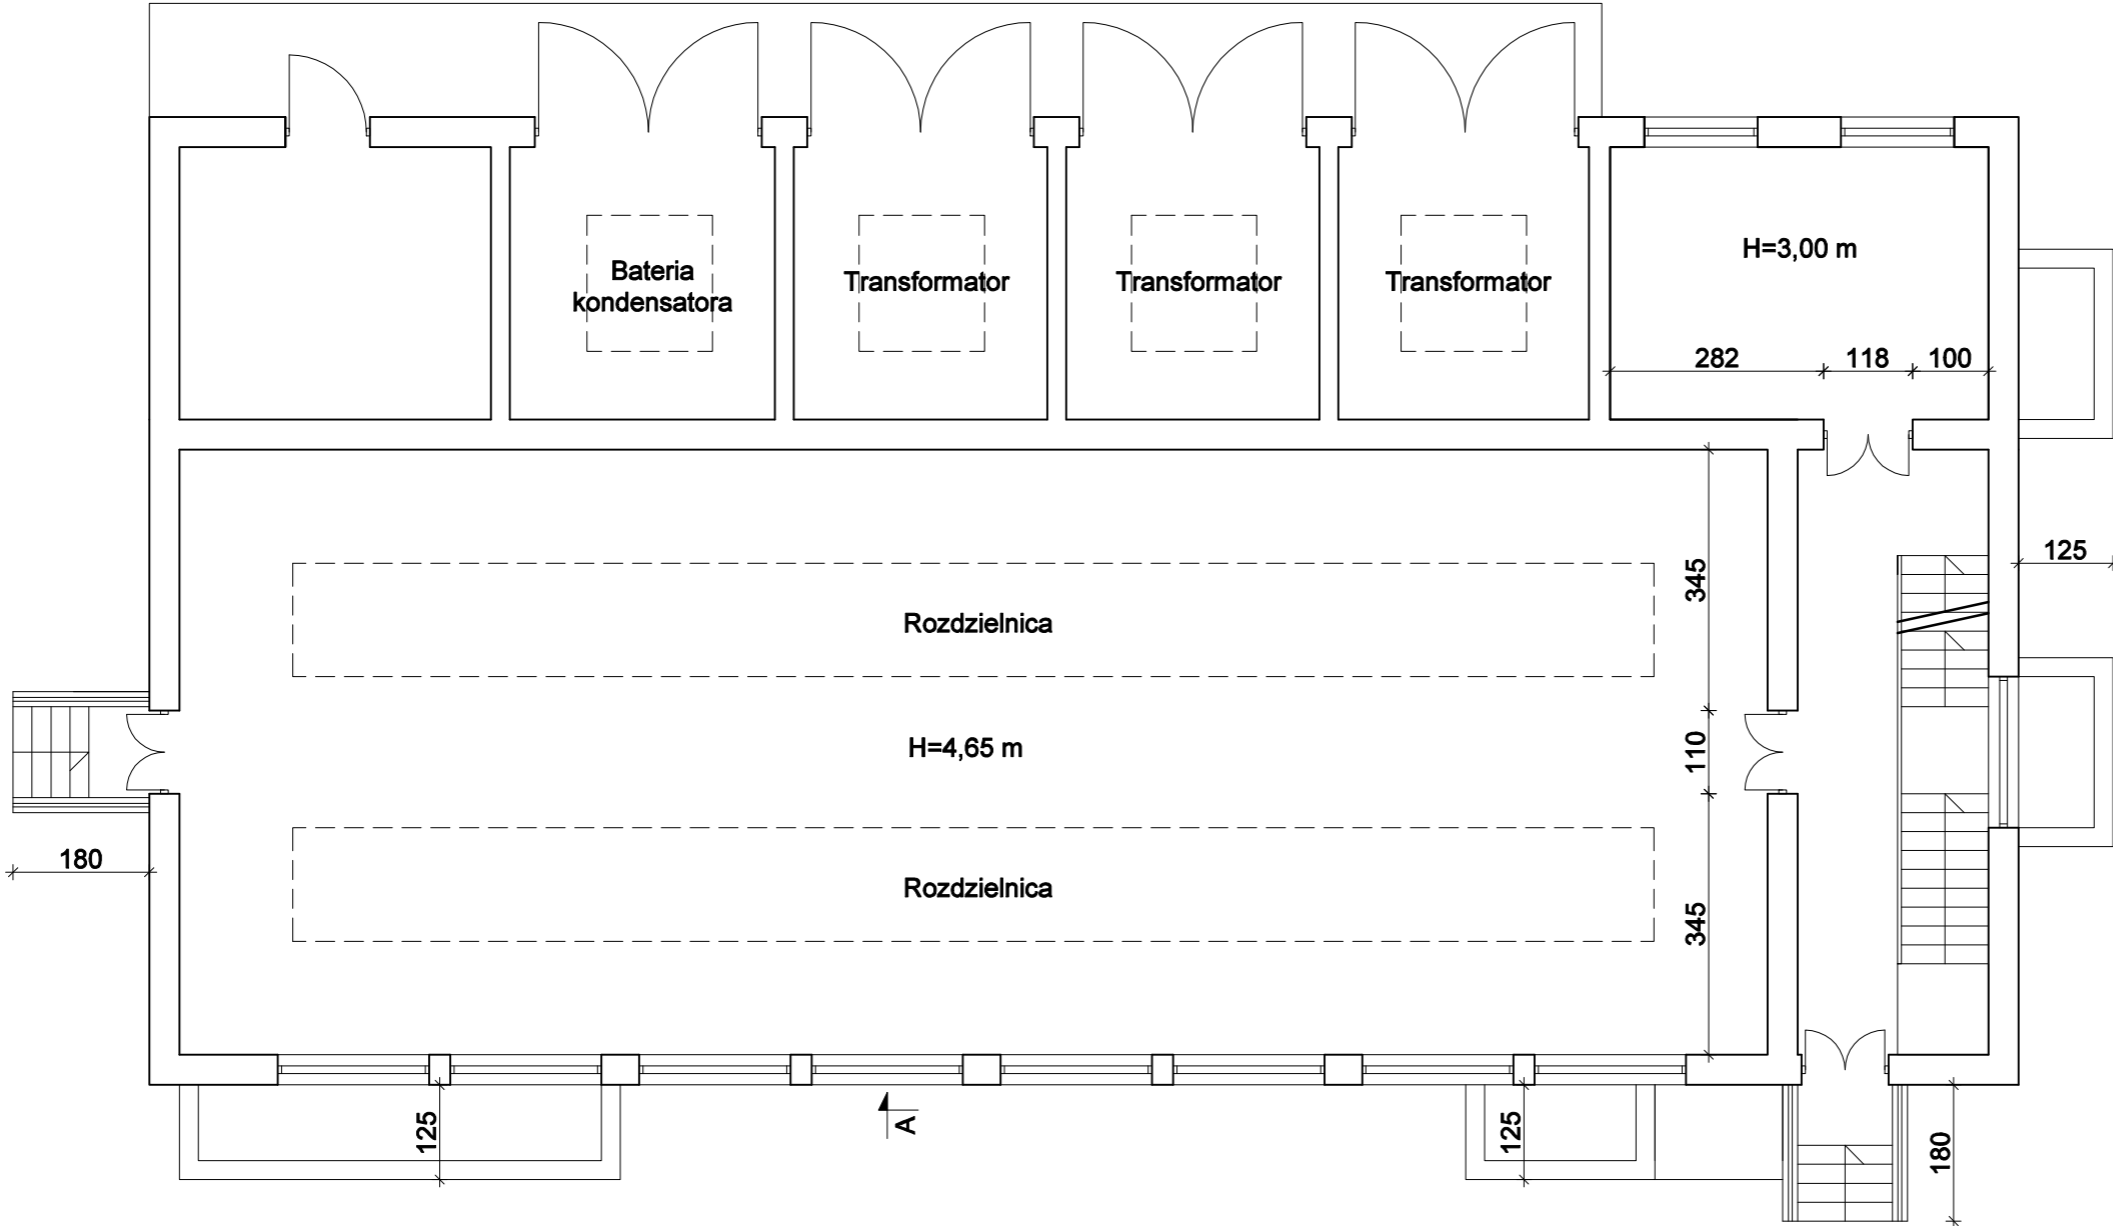 Bateria
kondensatora
Transformator
Transformator
Transformator
H=3,00 m
282
118
100
345
125
Rozdzielnica
H=4,65 m
110
180
Rozdzielnica
345
125
A
125
180